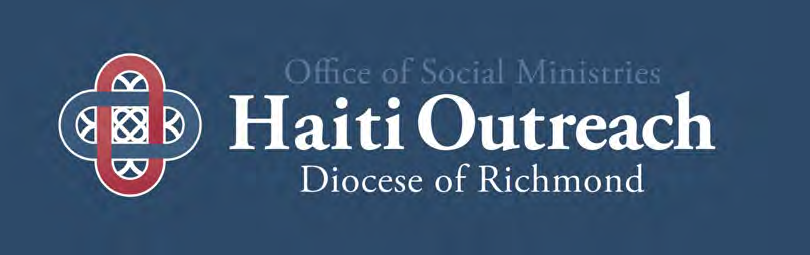 Office of Social Ministries
Haiti Outreach
Diocese of Richmond